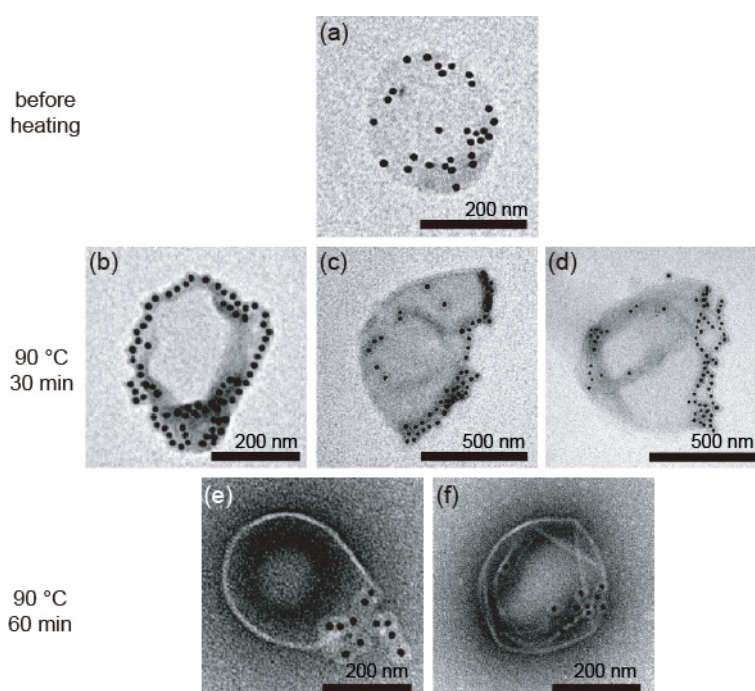 (a)
before
heating
200 nm
(b)
(c)
(d)
90 °C
30 min
200 nm
500 nm
500 nm
(e)
(f)
90 °C
60 min
200 nm
200 nm